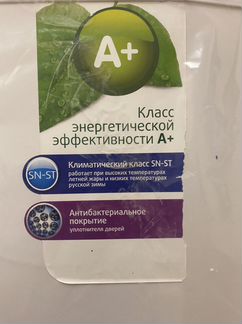 A+
Класс
энергетической
эффективности А+
SN-ST
Климатический класс SN-ST
работает при высоких температурах
летней жары и низких температурах
русской зимы
Антибактериальное
покрытие
уплотнителя дверей